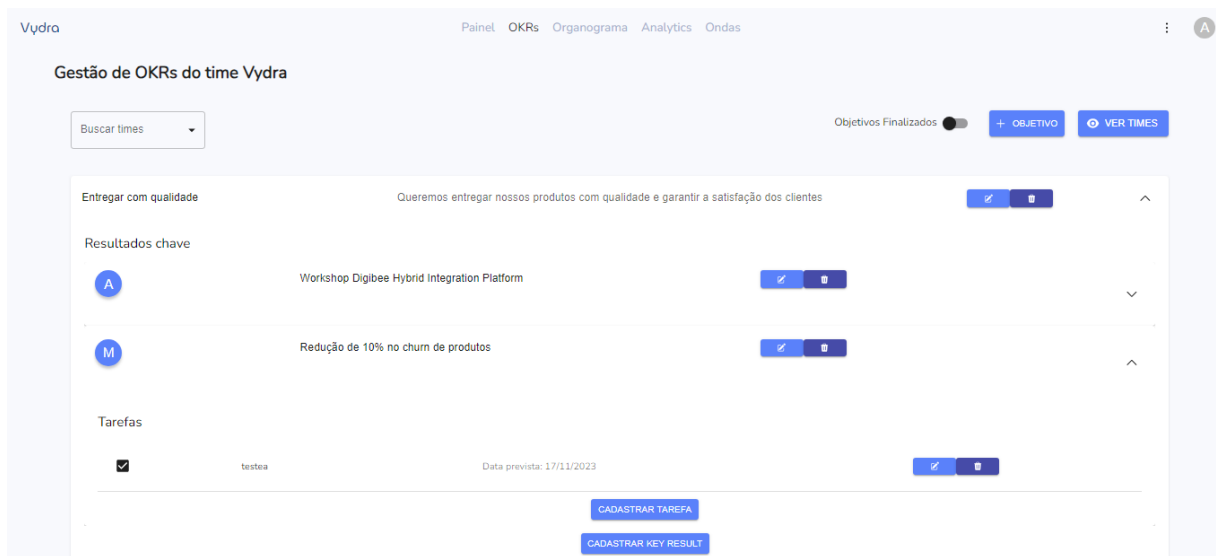 Vydra
Painel OKRs Organograma Analytics Ondas
A
Gestão de OKRs do time Vydra
Buscar times
Objetivos Finalizados
+ OBJETIVO
VER TIMES
Entregar com qualidade
Queremos entregar nossos produtos com qualidade e garantir a satisfação dos clientes
Resultados chave
A
Workshop Digibee Hybrid Integration Platform
M
Redução de 10% no churn de produtos
Tarefas
testea
Data prevista: 17/11/2023
CADASTRAR TAREFA
CADASTRAR KEY RESULT